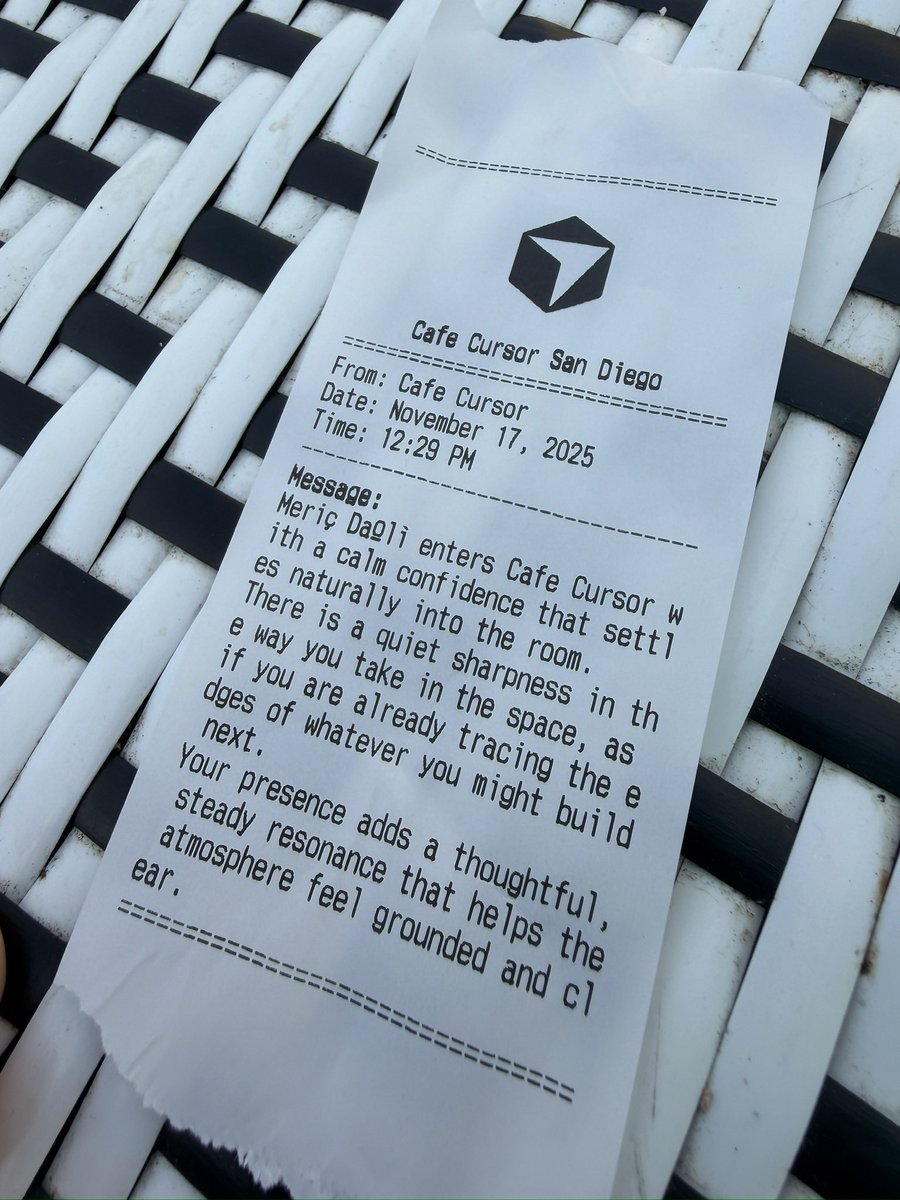 ================================
Cafe Cursor San Diego
================================
From: Cafe Cursor
Date: November 17, 2025
Time: 12:29 PM
--------------------------------
Message:
Meriç Dağli enters Cafe Cursor w
ith a calm confidence that settl
es naturally into the room.
There is a quiet sharpness in th
e way you take in the space, as
if you are already tracing the e
dges of whatever you might build
next.
Your presence adds a thoughtful,
steady resonance that helps the
atmosphere feel grounded and cl
ear.
================================